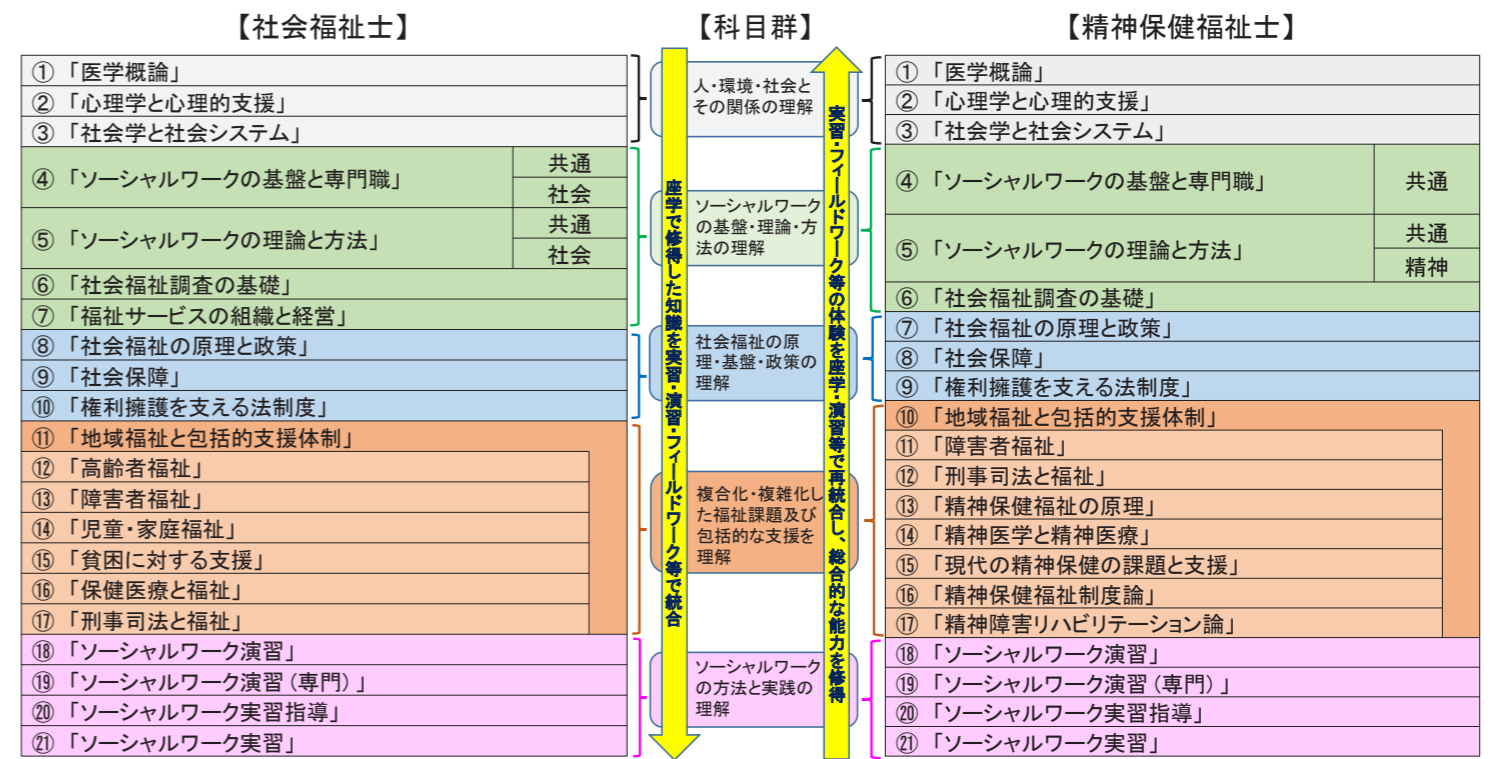 【社会福祉士】
① 「医学概論」
② 「心理学と心理的支援」
③ 「社会学と社会システム」
④ 「ソーシャルワークの基盤と専門職」
共通
社会
⑤ 「ソーシャルワークの理論と方法」
共通
社会
⑥ 「社会福祉調査の基礎」
⑦ 「福祉サービスの組織と経営」
⑧ 「社会福祉の原理と政策」
⑨ 「社会保障」
⑩ 「権利擁護を支える法制度」
⑪ 「地域福祉と包括的支援体制」
⑫ 「高齢者福祉」
⑬ 「障害者福祉」
⑭ 「児童・家庭福祉」
⑮ 「貧困に対する支援」
⑯ 「保健医療と福祉」
⑰ 「刑事司法と福祉」
⑱ 「ソーシャルワーク演習」
⑲ 「ソーシャルワーク演習(専門)」
⑳ 「ソーシャルワーク実習指導」
㉑ 「ソーシャルワーク実習」
【科目群】
人・環境・社会と
その関係の理解
ソーシャルワーク
の基盤・理論・方
法の理解
社会福祉の原
理・基盤・政策の
理解
複合化・複雑化し
た福祉課題及び
包括的な支援を
理解
ソーシャルワーク
の方法と実践の
理解
座学で修得した知識を実習・演習・フィールドワーク等で統合
実習・フィールドワーク等の体験を座学・演習等で再統合し、総合的な能力を修得
【精神保健福祉士】
① 「医学概論」
② 「心理学と心理的支援」
③ 「社会学と社会システム」
④ 「ソーシャルワークの基盤と専門職」
共通
⑤ 「ソーシャルワークの理論と方法」
共通
精神
⑥ 「社会福祉調査の基礎」
⑦ 「社会福祉の原理と政策」
⑧ 「社会保障」
⑨ 「権利擁護を支える法制度」
⑩ 「地域福祉と包括的支援体制」
⑪ 「障害者福祉」
⑫ 「刑事司法と福祉」
⑬ 「精神保健福祉の原理」
⑭ 「精神医学と精神医療」
⑮ 「現代の精神保健の課題と支援」
⑯ 「精神保健福祉制度論」
⑰ 「精神障害リハビリテーション論」
⑱ 「ソーシャルワーク演習」
⑲ 「ソーシャルワーク演習(専門)」
⑳ 「ソーシャルワーク実習指導」
㉑ 「ソーシャルワーク実習」